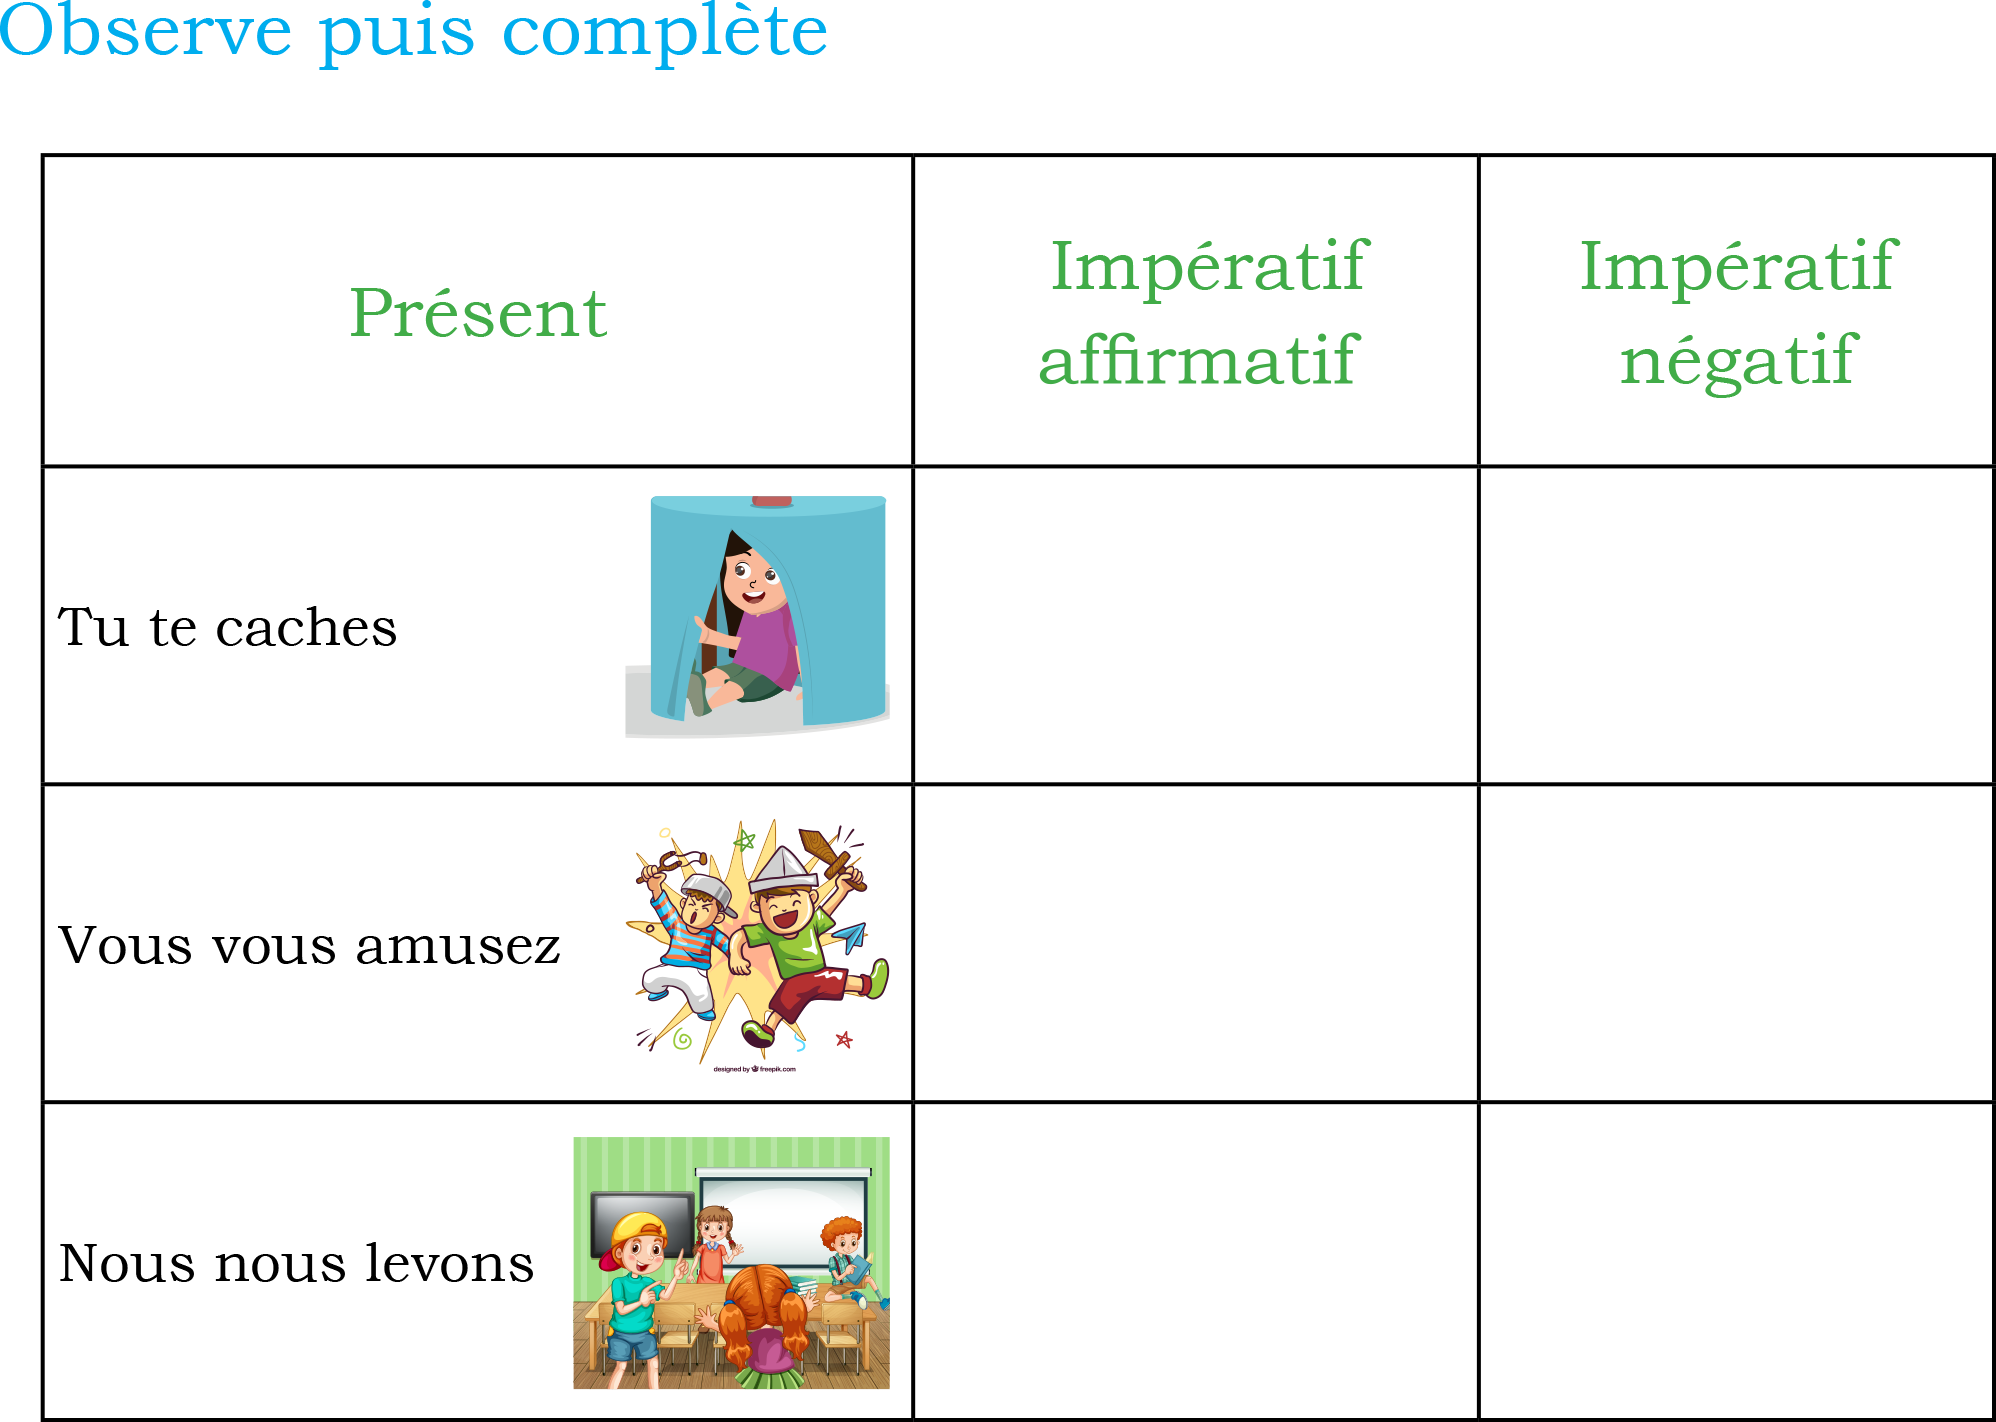 Observe puis complète
Présent
Impératif
affirmatif
Impératif
négatif
Tu te caches
Vous vous amusez
designed by freepik.com
Nous nous levons